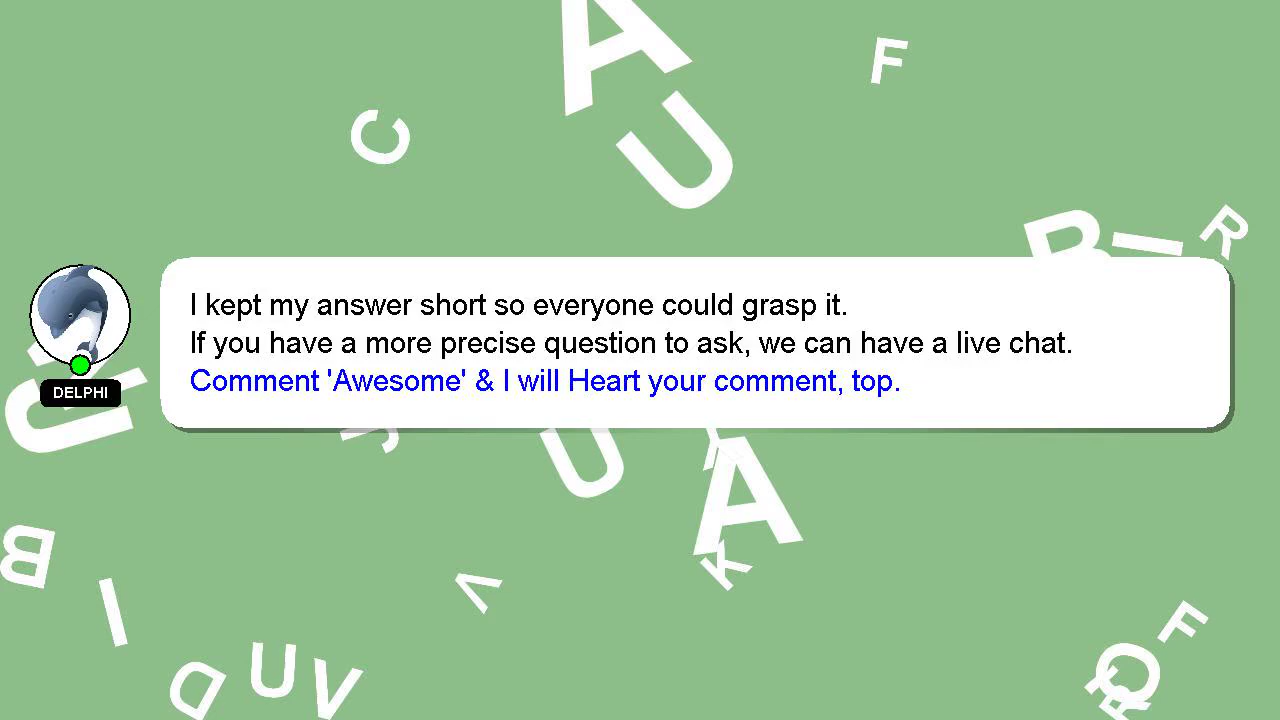 A
F
C
U
R
R
I
I kept my answer short so everyone could grasp it.
If you have a more precise question to ask, we can have a live chat.
Comment 'Awesome' & I will Heart your comment, top.
DELPHI
D
J
U
A
K
B
I
V
F
D
U
V
Q
R